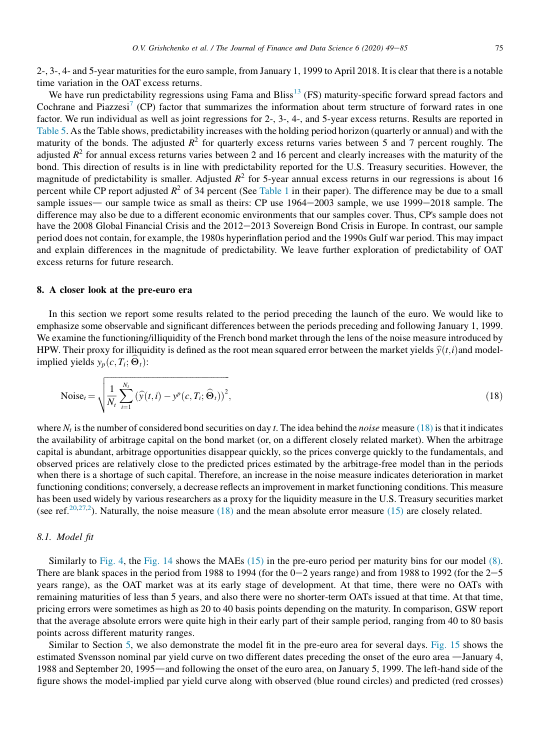 O.V. Grishchenko et al. / The Journal of Finance and Data Science 6 (2020) 49–85
75
2-, 3-, 4- and 5-year maturities for the euro sample, from January 1, 1999 to April 2018. It is clear that there is a notable
time variation in the OAT excess returns.
We have run predictability regressions using Fama and Bliss13 (FS) maturity-specific forward spread factors and
Cochrane and Piazzesi7 (CP) factor that summarizes the information about term structure of forward rates in one
factor. We run individual as well as joint regressions for 2-, 3-, 4-, and 5-year excess returns. Results are reported in
Table 5. As the Table shows, predictability increases with the holding period horizon (quarterly or annual) and with the
maturity of the bonds. The adjusted R2 for quarterly excess returns varies between 5 and 7 percent roughly. The
adjusted R2 for annual excess returns varies between 2 and 16 percent and clearly increases with the maturity of the
bond. This direction of results is in line with predictability reported for the U.S. Treasury securities. However, the
magnitude of predictability is smaller. Adjusted R2 for 5-year annual excess returns in our regressions is about 16
percent while CP report adjusted R2 of 34 percent (See Table 1 in their paper). The difference may be due to a small
sample issues— our sample twice as small as theirs: CP use 1964–2003 sample, we use 1999–2018 sample. The
difference may also be due to a different economic environments that our samples cover. Thus, CP's sample does not
have the 2008 Global Financial Crisis and the 2012–2013 Sovereign Bond Crisis in Europe. In contrast, our sample
period does not contain, for example, the 1980s hyperinflation period and the 1990s Gulf war period. This may impact
and explain differences in the magnitude of predictability. We leave further exploration of predictability of OAT
excess returns for future research.
8. A closer look at the pre-euro era
In this section we report some results related to the period preceding the launch of the euro. We would like to
emphasize some observable and significant differences between the periods preceding and following January 1, 1999.
We examine the functioning/illiquidity of the French bond market through the lens of the noise measure introduced by
HPW. Their proxy for illiquidity is defined as the root mean squared error between the market yields ŷ(t,i)and model-
implied yields yp(c,Ti;Θ̂t):
Noiset = √(1/Nt ∑i=1Nt (ŷ(t,i) − yp(c,Ti;Θ̂t))2), (18)
where Nt is the number of considered bond securities on day t. The idea behind the noise measure (18) is that it indicates
the availability of arbitrage capital on the bond market (or, on a different closely related market). When the arbitrage
capital is abundant, arbitrage opportunities disappear quickly, so the prices converge quickly to the fundamentals, and
observed prices are relatively close to the predicted prices estimated by the arbitrage-free model than in the periods
when there is a shortage of such capital. Therefore, an increase in the noise measure indicates deterioration in market
functioning conditions; conversely, a decrease reflects an improvement in market functioning conditions. This measure
has been used widely by various researchers as a proxy for the liquidity measure in the U.S. Treasury securities market
(see ref.20,27,2). Naturally, the noise measure (18) and the mean absolute error measure (15) are closely related.
8.1. Model fit
Similarly to Fig. 4, the Fig. 14 shows the MAEs (15) in the pre-euro period per maturity bins for our model (8).
There are blank spaces in the period from 1988 to 1994 (for the 0–2 years range) and from 1988 to 1992 (for the 2–5
years range), as the OAT market was at its early stage of development. At that time, there were no OATs with
remaining maturities of less than 5 years, and also there were no shorter-term OATs issued at that time. At that time,
pricing errors were sometimes as high as 20 to 40 basis points depending on the maturity. In comparison, GSW report
that the average absolute errors were quite high in their early part of their sample period, ranging from 40 to 80 basis
points across different maturity ranges.
Similar to Section 5, we also demonstrate the model fit in the pre-euro area for several days. Fig. 15 shows the
estimated Svensson nominal par yield curve on two different dates preceding the onset of the euro area —January 4,
1988 and September 20, 1995—and following the onset of the euro area, on January 5, 1999. The left-hand side of the
figure shows the model-implied par yield curve along with observed (blue round circles) and predicted (red crosses)